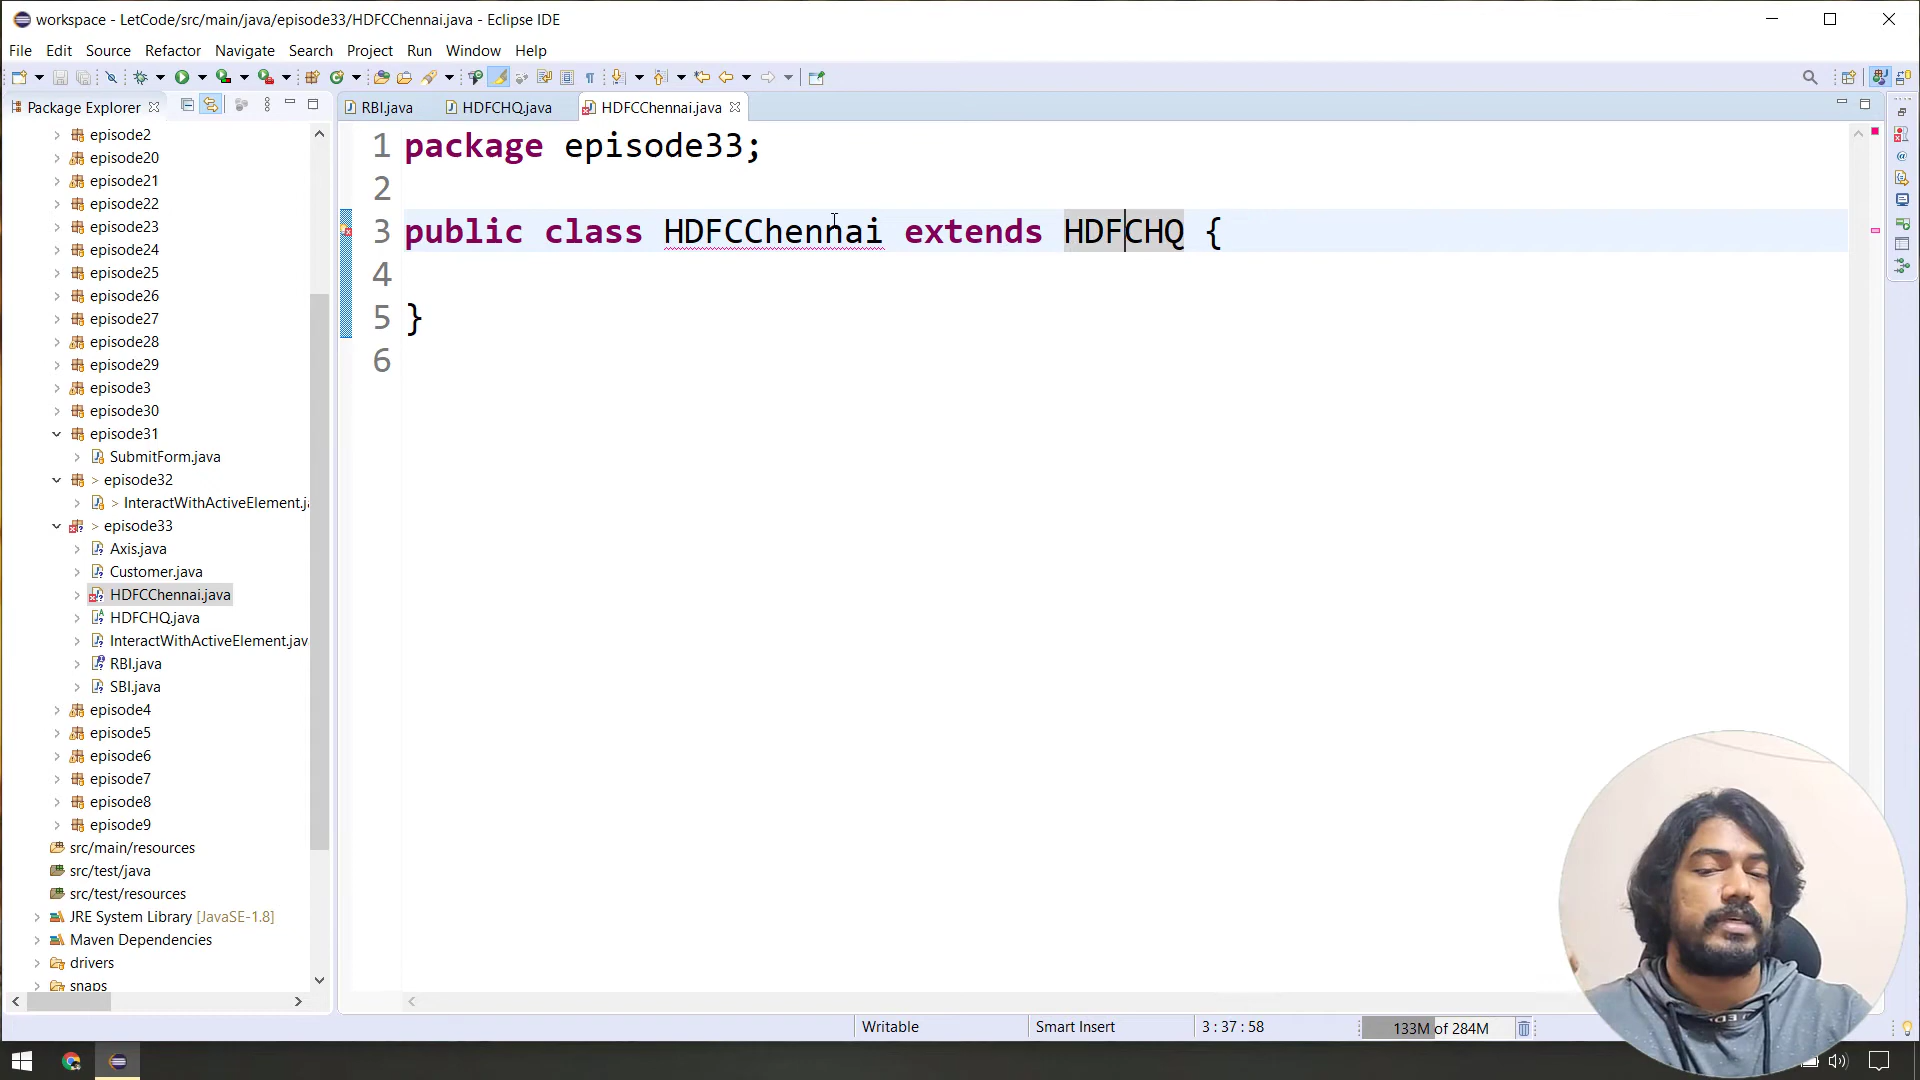 workspace - LetCode/src/main/java/episode33/HDFCChennai.java - Eclipse IDE
File Edit Source Refactor Navigate Search Project Run Window Help
Package Explorer
RBI.java HDFCHQ.java HDFCChennai.java
episode2
episode20
episode21
episode22
episode23
episode24
episode25
episode26
episode27
episode28
episode29
episode3
episode30
episode31
SubmitForm.java
> episode32
> InteractWithActiveElement.ja
> episode33
Axis.java
Customer.java
HDFCChennai.java
HDFCHQ.java
InteractWithActiveElement.jav
RBI.java
SBI.java
episode4
episode5
episode6
episode7
episode8
episode9
src/main/resources
src/test/java
src/test/resources
JRE System Library [JavaSE-1.8]
Maven Dependencies
drivers
snaps
1 package episode33;
2
3 public class HDFCChennai extends HDFCHQ {
4
5 }
6
Writable Smart Insert 3 : 37 : 58 133M of 284M